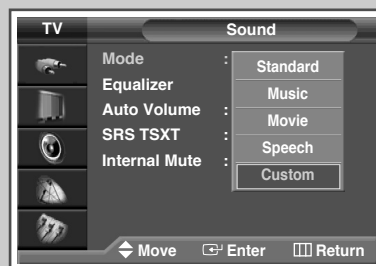 TV Sound
Mode :
Equalizer
Auto Volume :
SRS TSXT :
Internal Mute :
Standard
Music
Movie
Speech
Custom
Move Enter Return